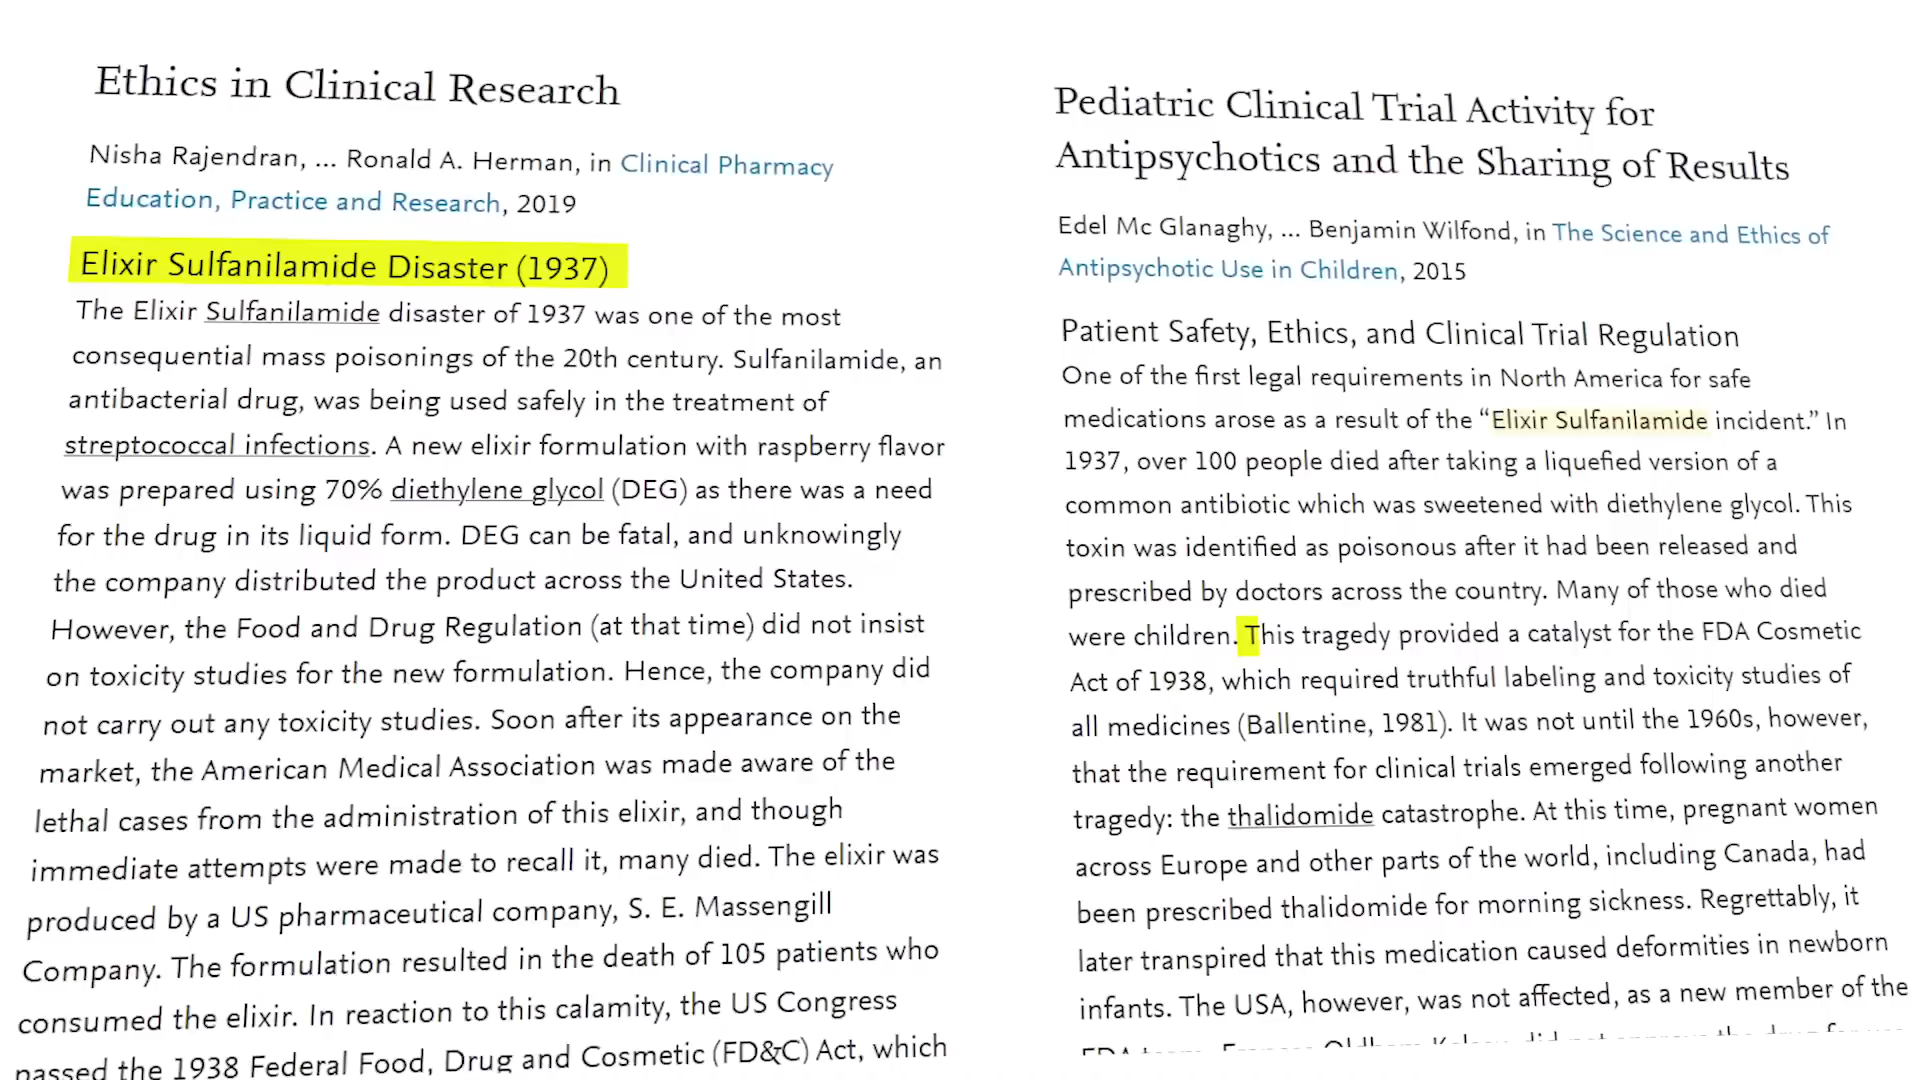 Ethics in Clinical Research
Nisha Rajendran, ... Ronald A. Herman, in Clinical Pharmacy
Education, Practice and Research, 2019
Elixir Sulfanilamide Disaster (1937)
The Elixir Sulfanilamide disaster of 1937 was one of the most
consequential mass poisonings of the 20th century. Sulfanilamide, an
antibacterial drug, was being used safely in the treatment of
streptococcal infections. A new elixir formulation with raspberry flavor
was prepared using 70% diethylene glycol (DEG) as there was a need
for the drug in its liquid form. DEG can be fatal, and unknowingly
the company distributed the product across the United States.
However, the Food and Drug Regulation (at that time) did not insist
on toxicity studies for the new formulation. Hence, the company did
not carry out any toxicity studies. Soon after its appearance on the
market, the American Medical Association was made aware of the
lethal cases from the administration of this elixir, and though
immediate attempts were made to recall it, many died. The elixir was
produced by a US pharmaceutical company, S. E. Massengill
Company. The formulation resulted in the death of 105 patients who
consumed the elixir. In reaction to this calamity, the US Congress
passed the 1938 Federal Food, Drug and Cosmetic (FD&C) Act, which
Pediatric Clinical Trial Activity for
Antipsychotics and the Sharing of Results
Edel Mc Glanaghy, ... Benjamin Wilfond, in The Science and Ethics of
Antipsychotic Use in Children, 2015
Patient Safety, Ethics, and Clinical Trial Regulation
One of the first legal requirements in North America for safe
medications arose as a result of the “Elixir Sulfanilamide incident.” In
1937, over 100 people died after taking a liquefied version of a
common antibiotic which was sweetened with diethylene glycol. This
toxin was identified as poisonous after it had been released and
prescribed by doctors across the country. Many of those who died
were children. This tragedy provided a catalyst for the FDA Cosmetic
Act of 1938, which required truthful labeling and toxicity studies of
all medicines (Ballentine, 1981). It was not until the 1960s, however,
that the requirement for clinical trials emerged following another
tragedy: the thalidomide catastrophe. At this time, pregnant women
across Europe and other parts of the world, including Canada, had
been prescribed thalidomide for morning sickness. Regrettably, it
later transpired that this medication caused deformities in newborn
infants. The USA, however, was not affected, as a new member of the